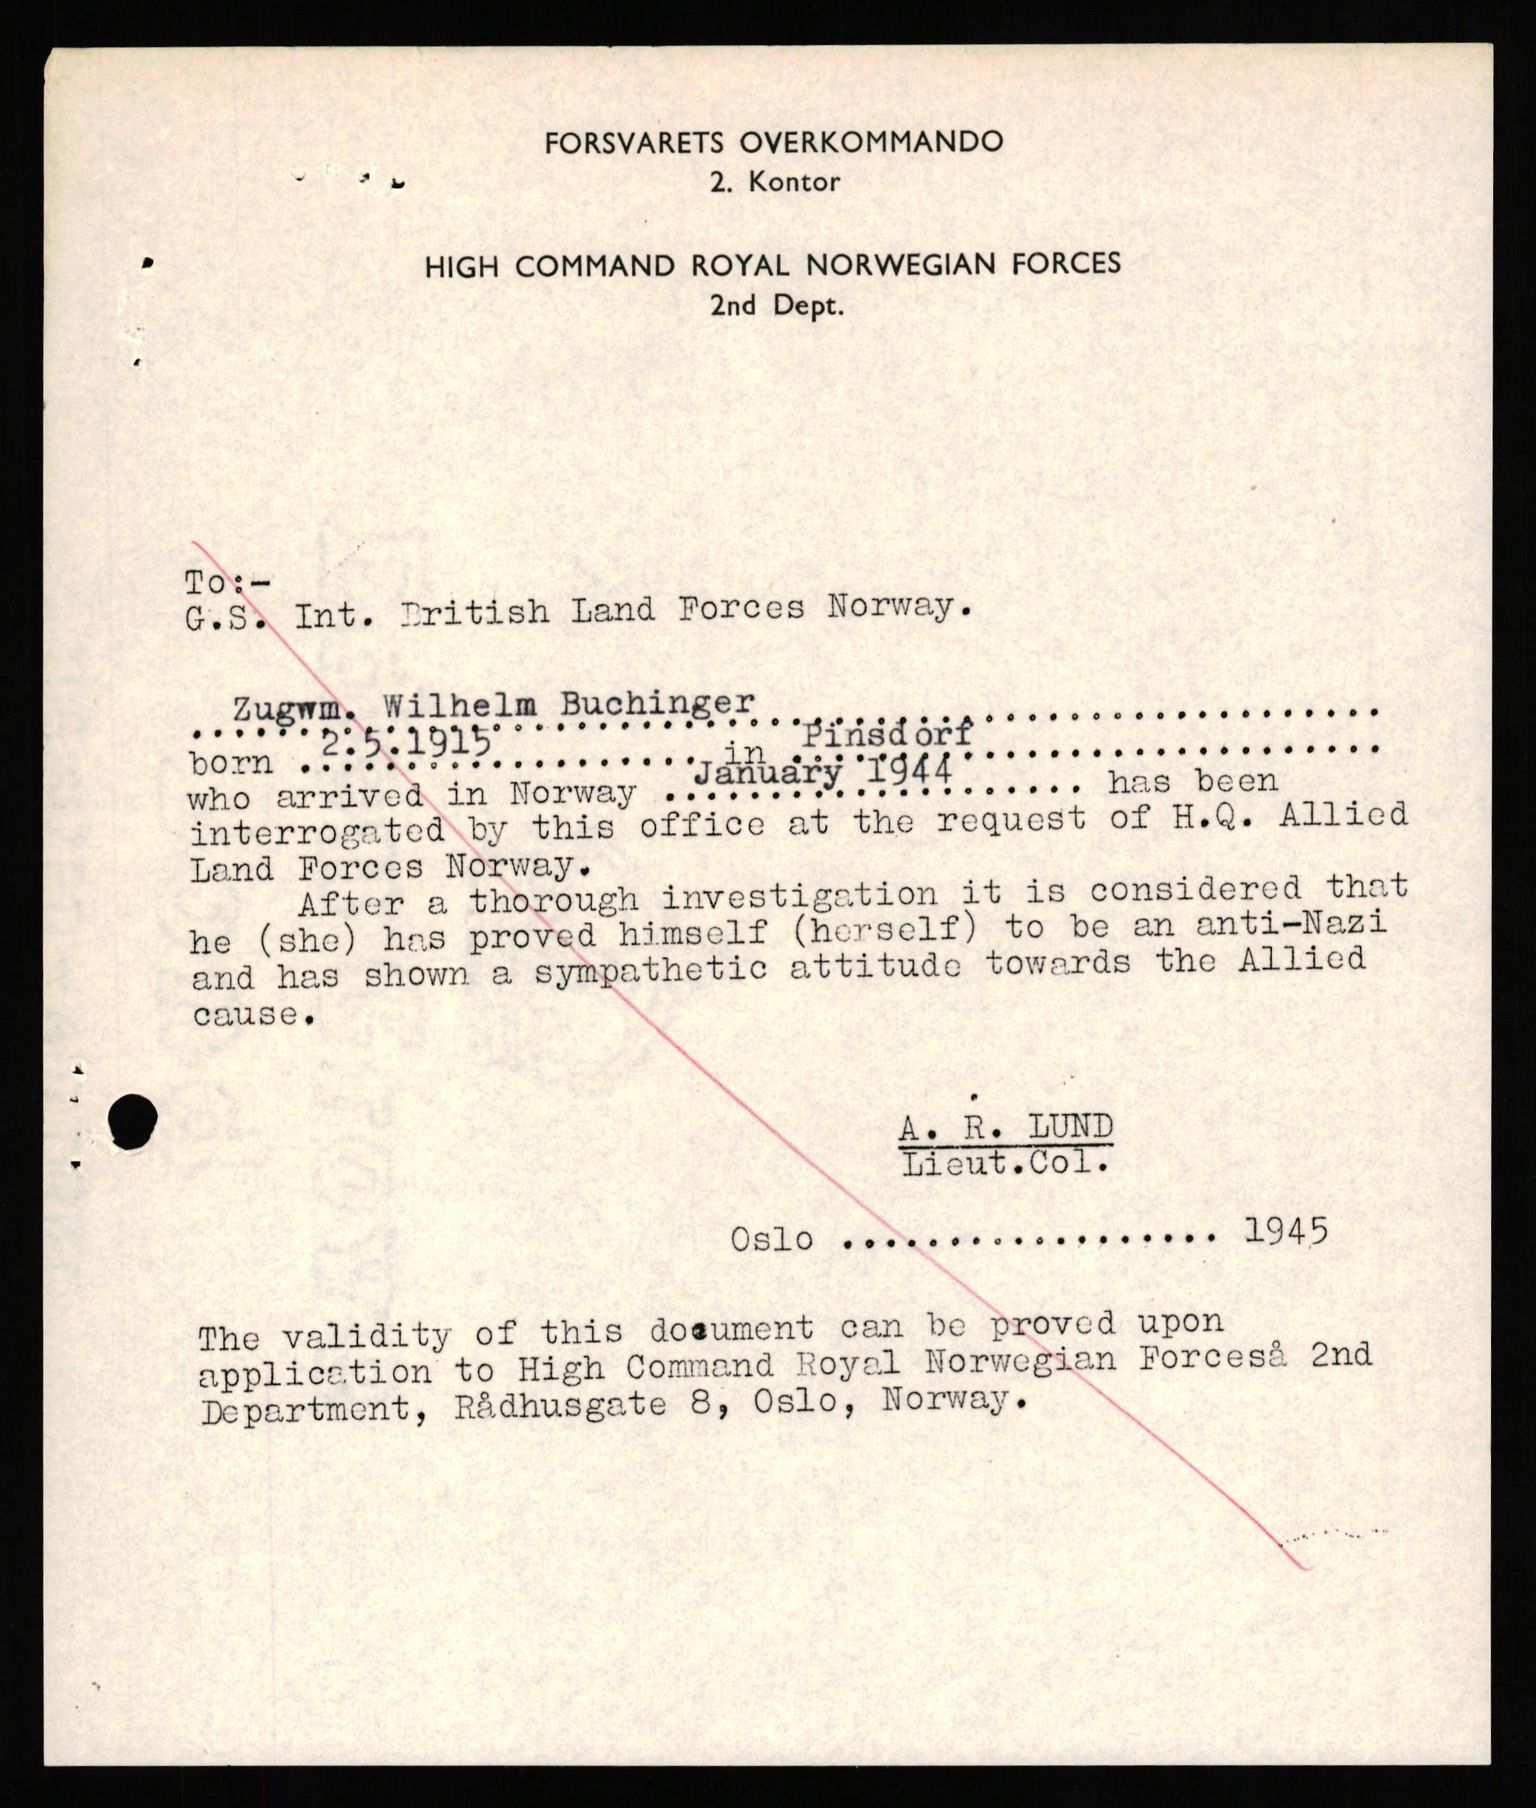 FORSVARETS OVERKOMMANDO
2. Kontor
HIGH COMMAND ROYAL NORWEGIAN FORCES
2nd Dept.
To:-
G.S. Int. British Land Forces Norway.
Zugwm. Wilhelm Buchinger
born 2.5.1915 in Pinsdorf
who arrived in Norway January 1944 has been
interrogated by this office at the request of H.Q. Allied
Land Forces Norway.
After a thorough investigation it is considered that
he (she) has proved himself (herself) to be an anti-Nazi
and has shown a sympathetic attitude towards the Allied
cause.
A. R. LUND
Lieut.Col.
Oslo .................. 1945
The validity of this document can be proved upon
application to High Command Royal Norwegian Forceså 2nd
Department, Rådhusgate 8, Oslo, Norway.